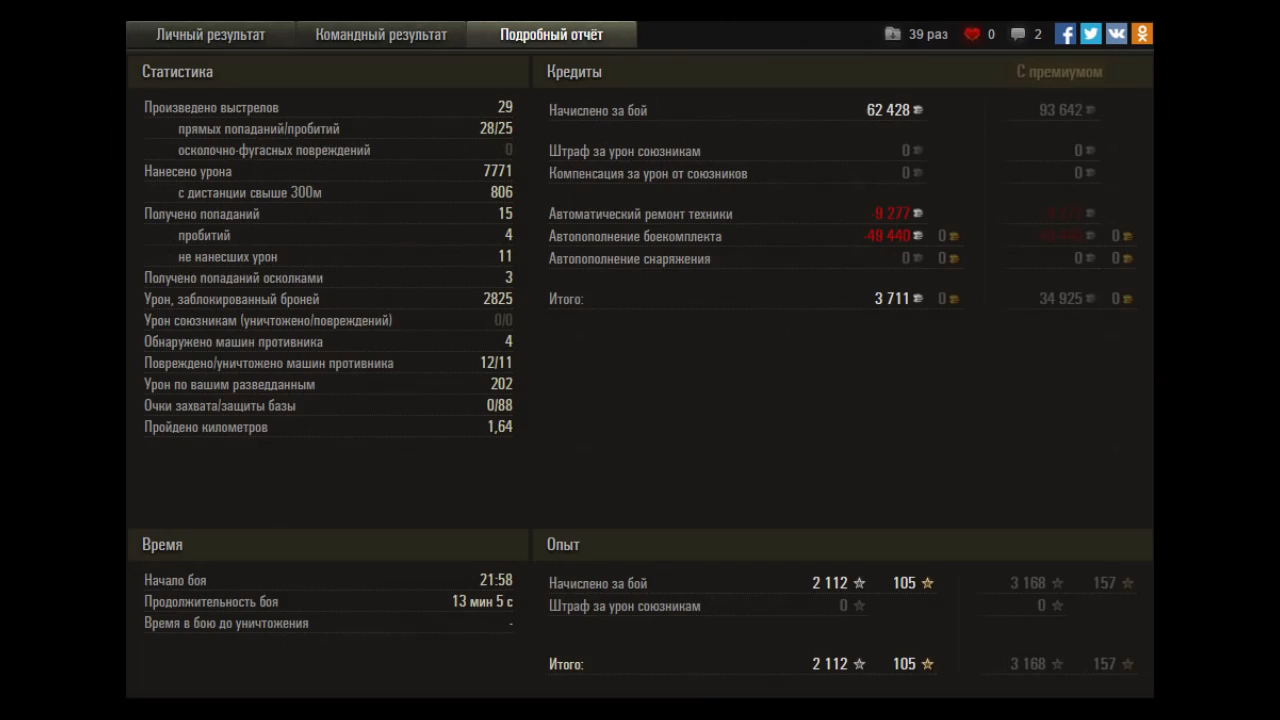 Личный результат Командный результат Подробный отчёт 39 раз 0 2
Статистика
Произведено выстрелов 29
прямых попаданий/пробитий 28/25
осколочно-фугасных повреждений 0
Нанесено урона 7771
с дистанции свыше 300м 806
Получено попаданий 15
пробитий 4
не нанесших урон 11
Получено попаданий осколками 3
Урон, заблокированный броней 2825
Урон союзникам (уничтожено/повреждений) 0/0
Обнаружено машин противника 4
Повреждено/уничтожено машин противника 12/11
Урон по вашим разведданным 202
Очки захвата/защиты базы 0/88
Пройдено километров 1,64
Кредиты С премиумом
Начислено за бой 62 428 93 642
Штраф за урон союзникам 0 0
Компенсация за урон от союзников 0 0
Автоматический ремонт техники -9 277
Автопополнение боекомплекта -49 440 0 0
Автопополнение снаряжения 0 0 0 0
Итого: 3 711 0 34 925 0
Время
Начало боя 21:58
Продолжительность боя 13 мин 5 с
Время в бою до уничтожения -
Опыт
Начислено за бой 2 112 105 3 168 157
Штраф за урон союзникам 0 0
Итого: 2 112 105 3 168 157